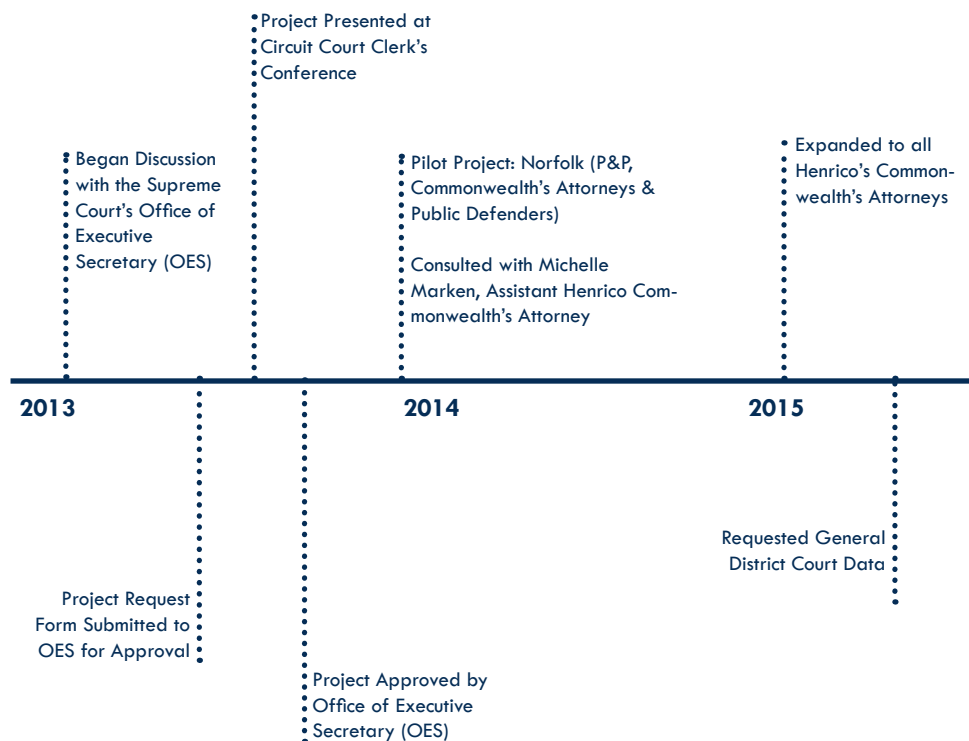 Project Presented at
Circuit Court Clerk's
Conference
Began Discussion
with the Supreme
Court's Office of
Executive
Secretary (OES)
Pilot Project: Norfolk (P&P,
Commonwealth's Attorneys &
Public Defenders)
Consulted with Michelle
Marken, Assistant Henrico Com-
monwealth's Attorney
Expanded to all
Henrico's Common-
wealth's Attorneys
2013
2014
2015
Requested General
District Court Data
Project Request
Form Submitted to
OES for Approval
Project Approved by
Office of Executive
Secretary (OES)